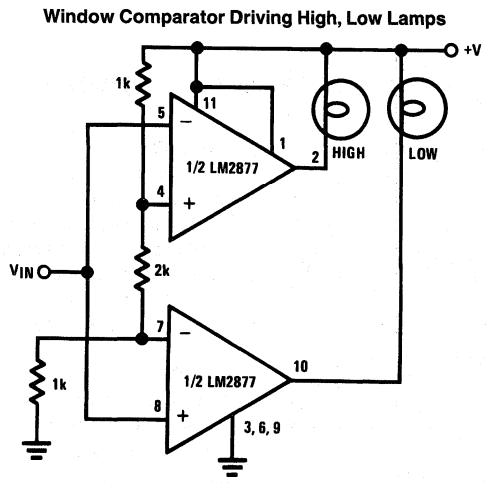 Window Comparator Driving High, Low Lamps
+V
1k
11
5
−
1
1/2 LM2877
2
HIGH
LOW
4
+
VIN
2k
7
−
10
1k
1/2 LM2877
8
+
3, 6, 9